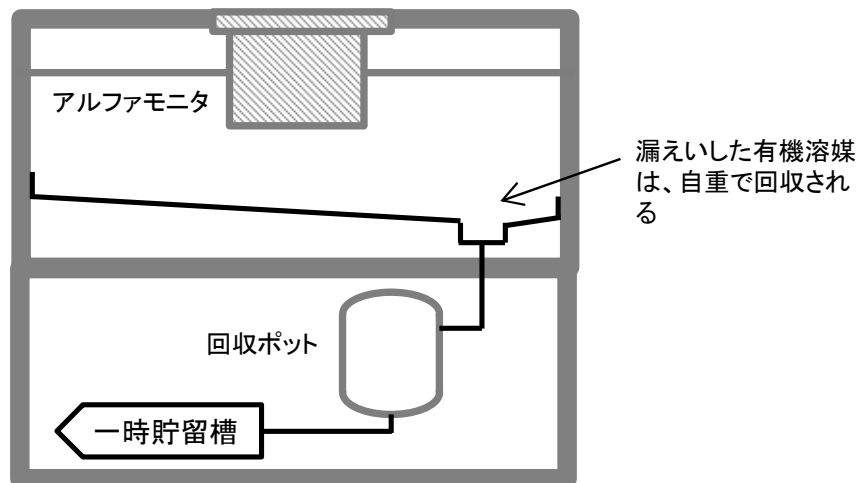 アルファモニタ
漏えいした有機溶媒
は、自重で回収され
る
回収ポット
一時貯留槽